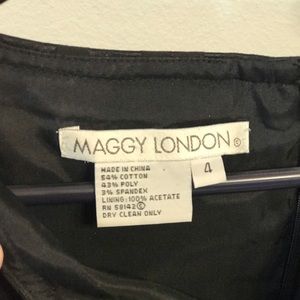 MAGGY LONDON®
4
MADE IN CHINA
54% COTTON
43% POLY
3% SPANDEX
LINING: 100% ACETATE
RN 58142 ©
DRY CLEAN ONLY